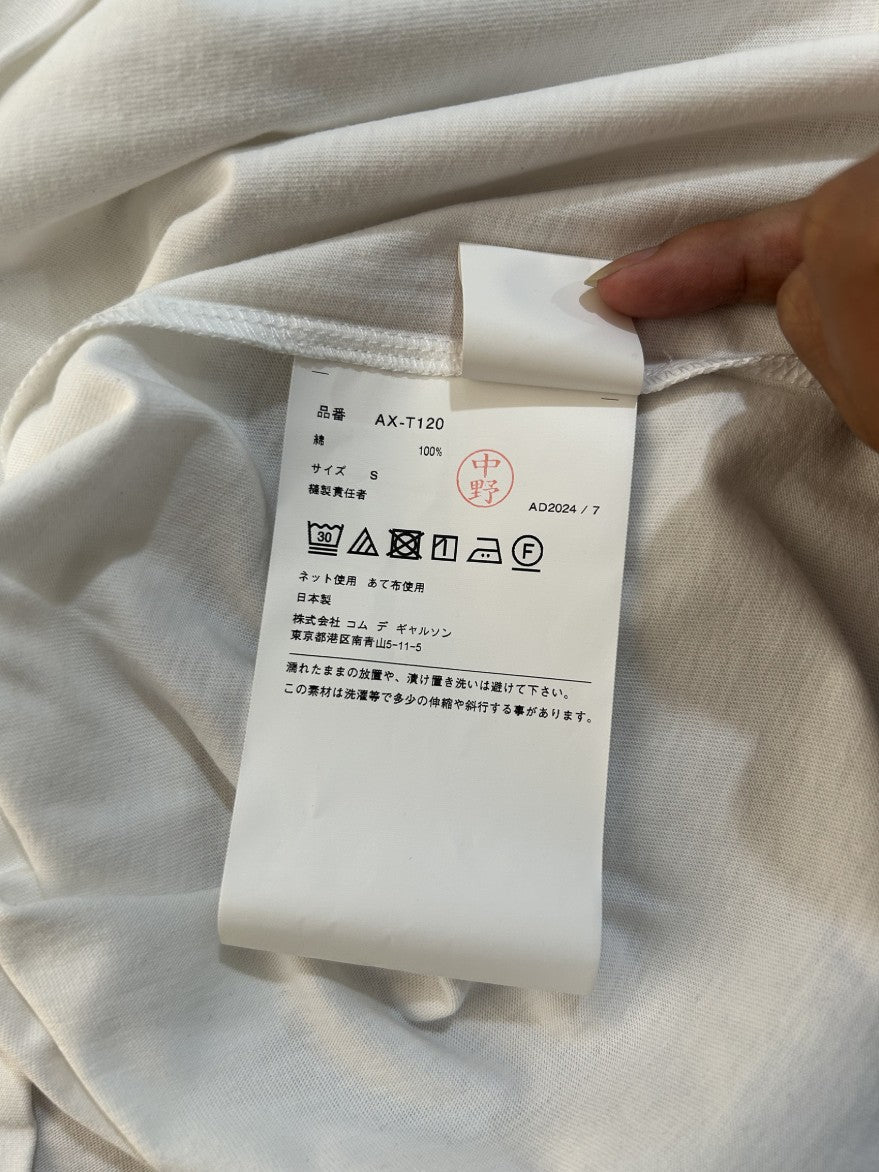 品番 AX-T120
綿 100%
サイズ S
縫製責任者
中野
AD2024 / 7
30
F
ネット使用 あて布使用
日本製
株式会社 コム デ ギャルソン
東京都港区南青山5-11-5
濡れたままの放置や、漬け置き洗いは避けて下さい。
この素材は洗濯等で多少の伸縮や斜行する事があります。